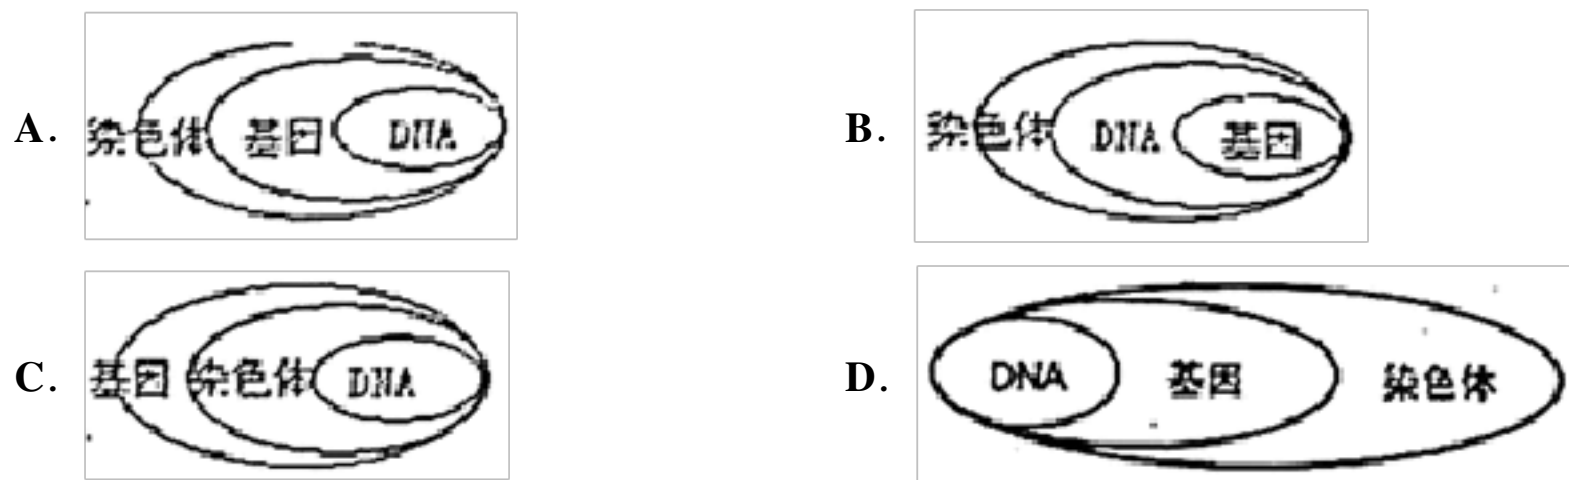 A. 染色体 基因 DNA
B. 染色体 DNA 基因
C. 基因 染色体 DNA
D. DNA 基因 染色体